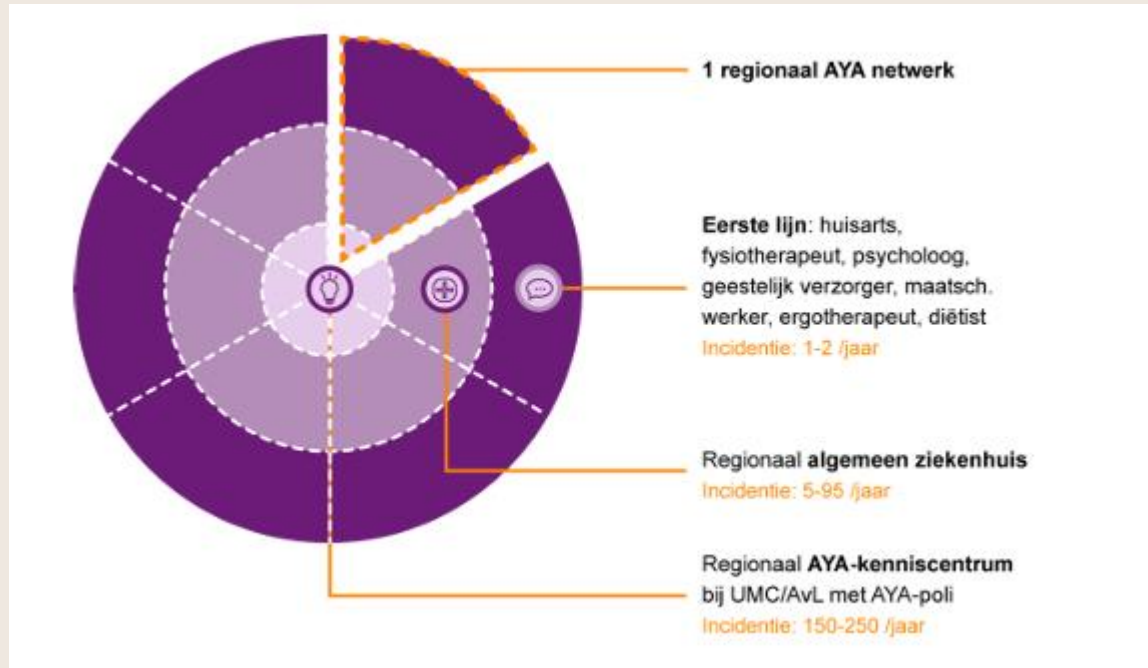 1 regionaal AYA netwerk
Eerste lijn: huisarts,
fysiotherapeut, psycholoog,
geestelijk verzorger, maatsch.
werker, ergotherapeut, diëtist
Incidentie: 1-2 /jaar
Regionaal algemeen ziekenhuis
Incidentie: 5-95 /jaar
Regionaal AYA-kenniscentrum
bij UMC/AvL met AYA-poli
Incidentie: 150-250 /jaar